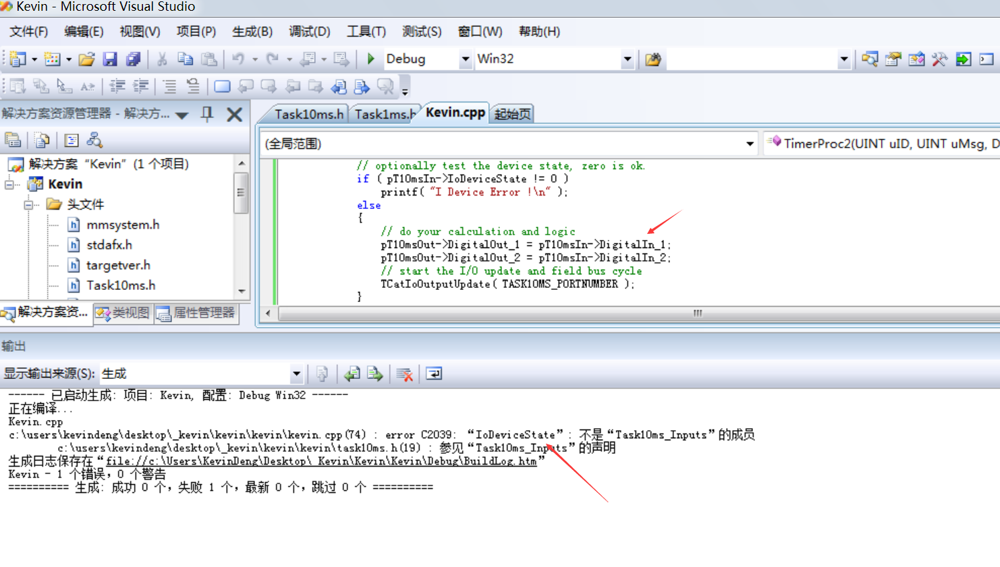 Kevin - Microsoft Visual Studio
文件(F) 编辑(E) 视图(V) 项目(P) 生成(B) 调试(D) 工具(T) 测试(S) 窗口(W) 帮助(H)
Debug Win32
解决方案资源管理器 - 解决方...
Task10ms.h Task1ms.h Kevin.cpp 起始页
(全局范围) TimerProc2(UINT uID, UINT uMsg, D
解决方案 “Kevin” (1 个项目)
Kevin
头文件
mmsystem.h
stdafx.h
targetver.h
Task10ms.h
解决方案资... 类视图 属性管理器
// optionally test the device state, zero is ok.
if ( pT10msIn->IoDeviceState != 0 )
printf( "I Device Error !\n" );
else
{
// do your calculation and logic
pT10msOut->DigitalOut_1 = pT10msIn->DigitalIn_1;
pT10msOut->DigitalOut_2 = pT10msIn->DigitalIn_2;
// start the I/O update and field bus cycle
TCatIoOutputUpdate( TASK10MS_PORTNUMBER );
}
输出
显示输出来源(S): 生成
------ 已启动生成: 项目: Kevin, 配置: Debug Win32 ------
正在编译...
Kevin.cpp
c:\users\kevindeng\desktop\_kevin\kevin\kevin\kevin.cpp(74) : error C2039: “IoDeviceState”: 不是“Task10ms_Inputs”的成员
c:\users\kevindeng\desktop\_kevin\kevin\kevin\task10ms.h(19) : 参见“Task10ms_Inputs”的声明
生成日志保存在“file://c:\Users\KevinDeng\Desktop\_Kevin\Kevin\Kevin\Debug\BuildLog.htm”
Kevin - 1 个错误，0 个警告
========== 生成: 成功 0 个，失败 1 个，最新 0 个，跳过 0 个 ==========